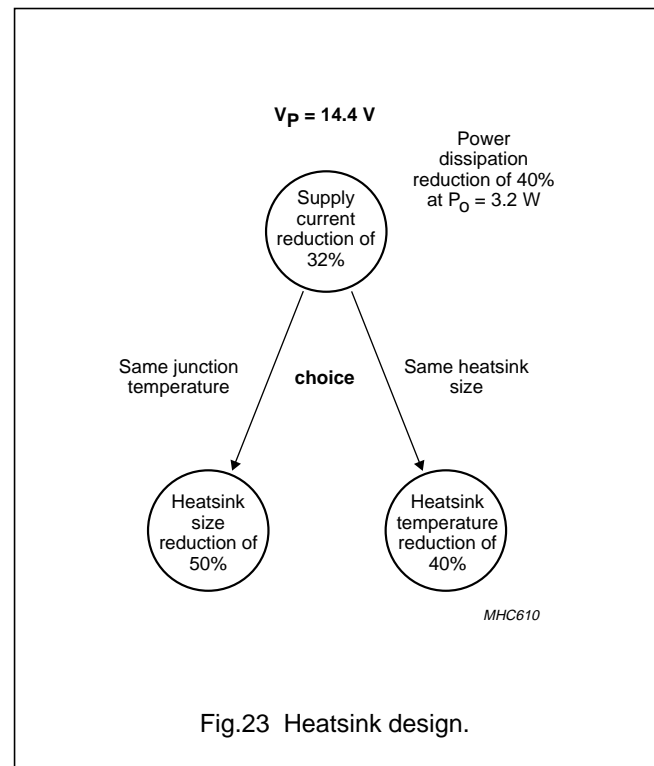 V_P = 14.4 V
Power
dissipation
reduction of 40%
at P_o = 3.2 W
Supply
current
reduction of
32%
Same junction
temperature
choice
Same heatsink
size
Heatsink
size
reduction of
50%
Heatsink
temperature
reduction of
40%
MHC610
Fig.23 Heatsink design.